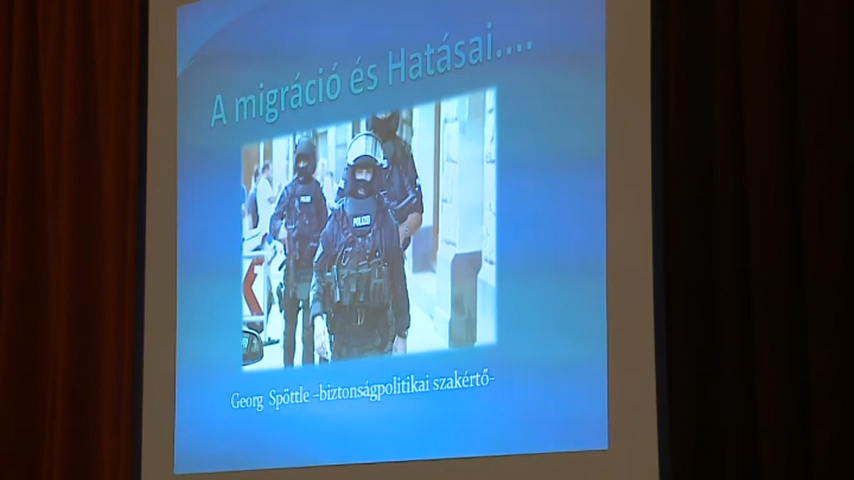 A migráció és Hatásai....
POLIZEI
POLIZEI
Georg Spöttle –biztonságpolitikai szakértő-